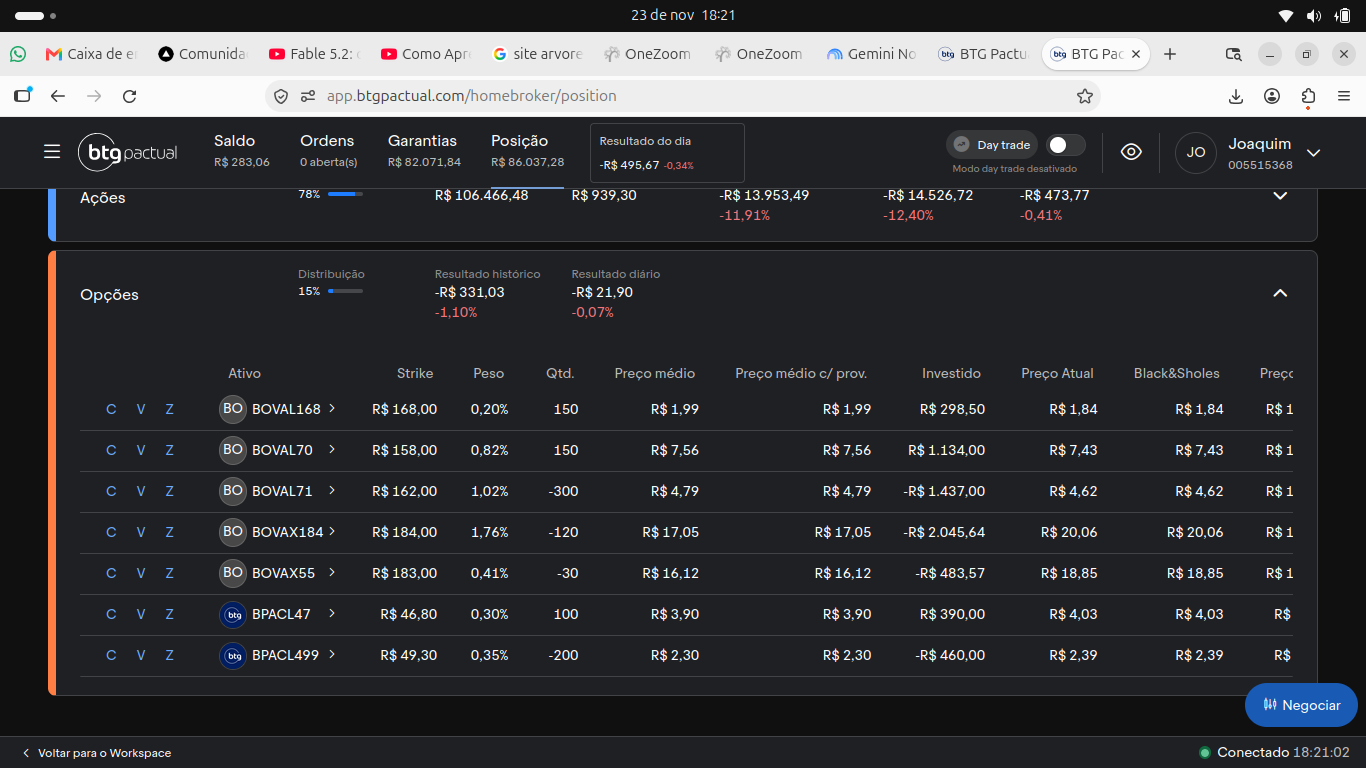 23 de nov 18:21
Caixa de e
Comunida
Fable 5.2:
Como Apr
site arvore
OneZoom
OneZoom
Gemini No
BTG Pactu
BTG Pac
app.btgpactual.com/homebroker/position
btg pactual
Saldo
R$ 283,06
Ordens
0 aberta(s)
Garantias
R$ 82.071,84
Posição
R$ 86.037,28
Resultado do dia
-R$ 495,67 -0,34%
Day trade
Modo day trade desativado
JO
Joaquim
005515368
Ações
78%
R$ 106.466,48
R$ 939,30
-R$ 13.953,49
-11,91%
-R$ 14.526,72
-12,40%
-R$ 473,77
-0,41%
Opções
Distribuição
15%
Resultado histórico
-R$ 331,03
-1,10%
Resultado diário
-R$ 21,90
-0,07%
Ativo Strike Peso Qtd. Preço médio Preço médio c/ prov. Investido Preço Atual Black&Sholes Preço
C V Z BO BOVAL168 R$ 168,00 0,20% 150 R$ 1,99 R$ 1,99 R$ 298,50 R$ 1,84 R$ 1,84 R$ 1
C V Z BO BOVAL70 R$ 158,00 0,82% 150 R$ 7,56 R$ 7,56 R$ 1.134,00 R$ 7,43 R$ 7,43 R$ 1
C V Z BO BOVAL71 R$ 162,00 1,02% -300 R$ 4,79 R$ 4,79 -R$ 1.437,00 R$ 4,62 R$ 4,62 R$ 1
C V Z BO BOVAX184 R$ 184,00 1,76% -120 R$ 17,05 R$ 17,05 -R$ 2.045,64 R$ 20,06 R$ 20,06 R$ 1
C V Z BO BOVAX55 R$ 183,00 0,41% -30 R$ 16,12 R$ 16,12 -R$ 483,57 R$ 18,85 R$ 18,85 R$ 1
C V Z btg BPACL47 R$ 46,80 0,30% 100 R$ 3,90 R$ 3,90 R$ 390,00 R$ 4,03 R$ 4,03 R$
C V Z btg BPACL499 R$ 49,30 0,35% -200 R$ 2,30 R$ 2,30 -R$ 460,00 R$ 2,39 R$ 2,39 R$
Negociar
Voltar para o Workspace
Conectado 18:21:02